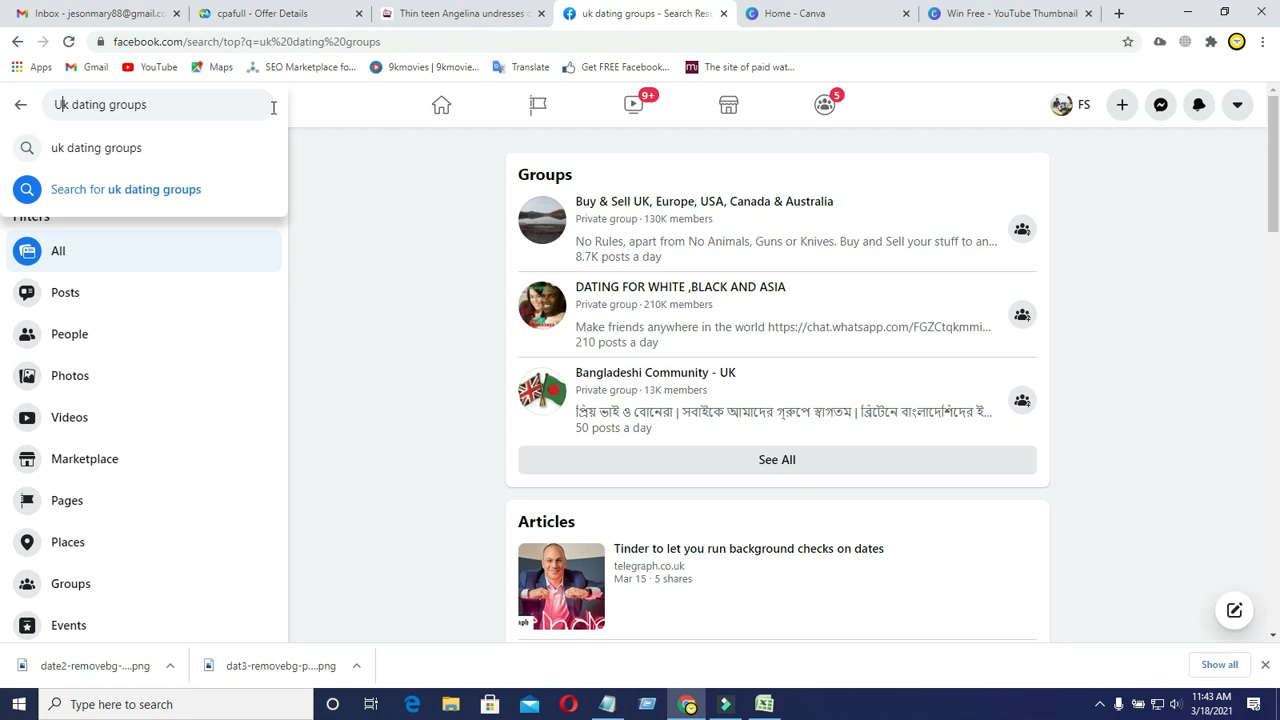 Inbox - jesonmary88@gmail.co
cpafull - Offer Details
Thin teen Angelina undresses c
uk dating groups - Search Resu
Home - Canva
Win Free - YouTube Thumbnail
facebook.com/search/top?q=uk%20dating%20groups
Apps
Gmail
YouTube
Maps
SEO Marketplace fo...
9kmovies | 9kmovie...
Translate
Get FREE Facebook...
The site of paid wat...
Uk dating groups
9+
5
FS
uk dating groups
Search for uk dating groups
Filters
All
Posts
People
Photos
Videos
Marketplace
Pages
Places
Groups
Events
Groups
Buy & Sell UK, Europe, USA, Canada & Australia
Private group · 130K members
No Rules, apart from No Animals, Guns or Knives. Buy and Sell your stuff to an...
8.7K posts a day
DATING FOR WHITE ,BLACK AND ASIA
Private group · 210K members
Make friends anywhere in the world https://chat.whatsapp.com/FGZCtqkmmi...
210 posts a day
Bangladeshi Community - UK
Private group · 13K members
প্রিয় ভাই ও বোনেরা | সবাইকে আমাদের গ্রুপে স্বাগতম | ব্রিটেনে বাংলাদেশিদের ই...
50 posts a day
See All
Articles
Tinder to let you run background checks on dates
telegraph.co.uk
Mar 15 · 5 shares
date2-removebg-....png
dat3-removebg-p....png
Show all
Type here to search
11:43 AM
3/18/2021